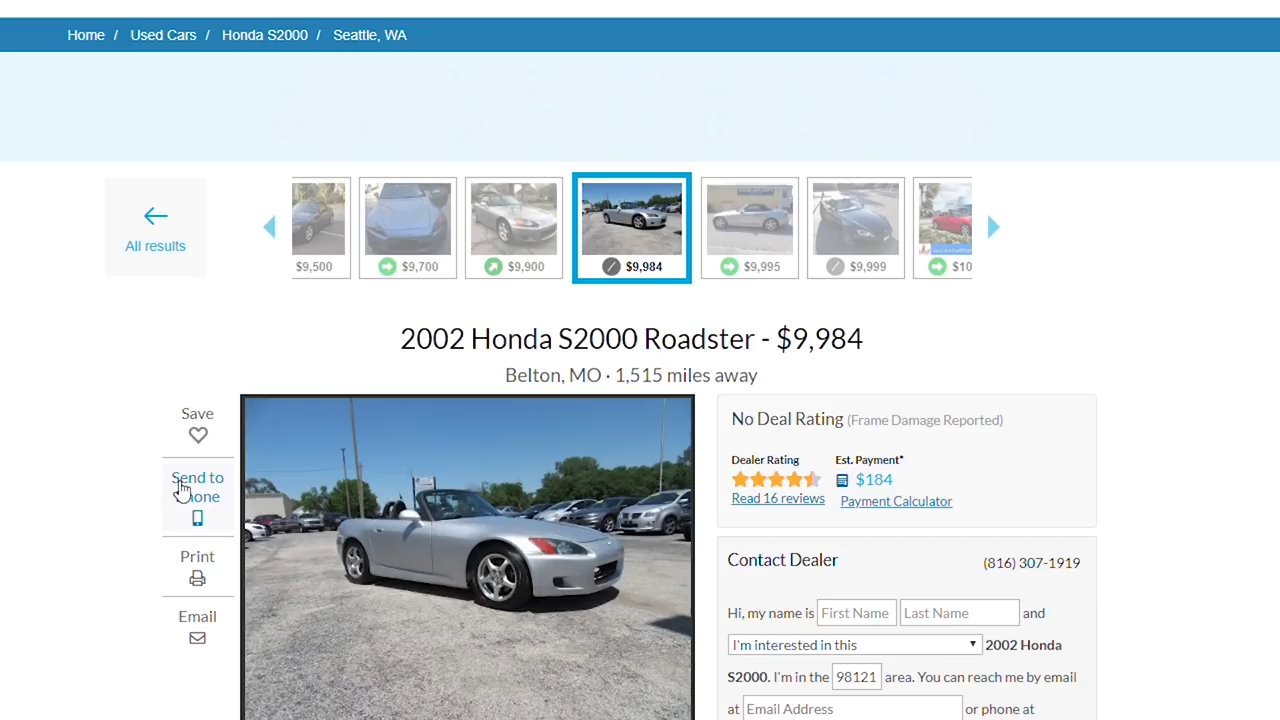 Home / Used Cars / Honda S2000 / Seattle, WA
All results
$9,500 $9,700 $9,900 $9,984 $9,995 $9,999 $10
2002 Honda S2000 Roadster - $9,984
Belton, MO · 1,515 miles away
Save
Send to
Print
Email
No Deal Rating (Frame Damage Reported)
Dealer Rating Est. Payment*
$184
Read 16 reviews Payment Calculator
Contact Dealer (816) 307-1919
Hi, my name is First Name Last Name and
I'm interested in this 2002 Honda
S2000. I'm in the 98121 area. You can reach me by email
at Email Address or phone at